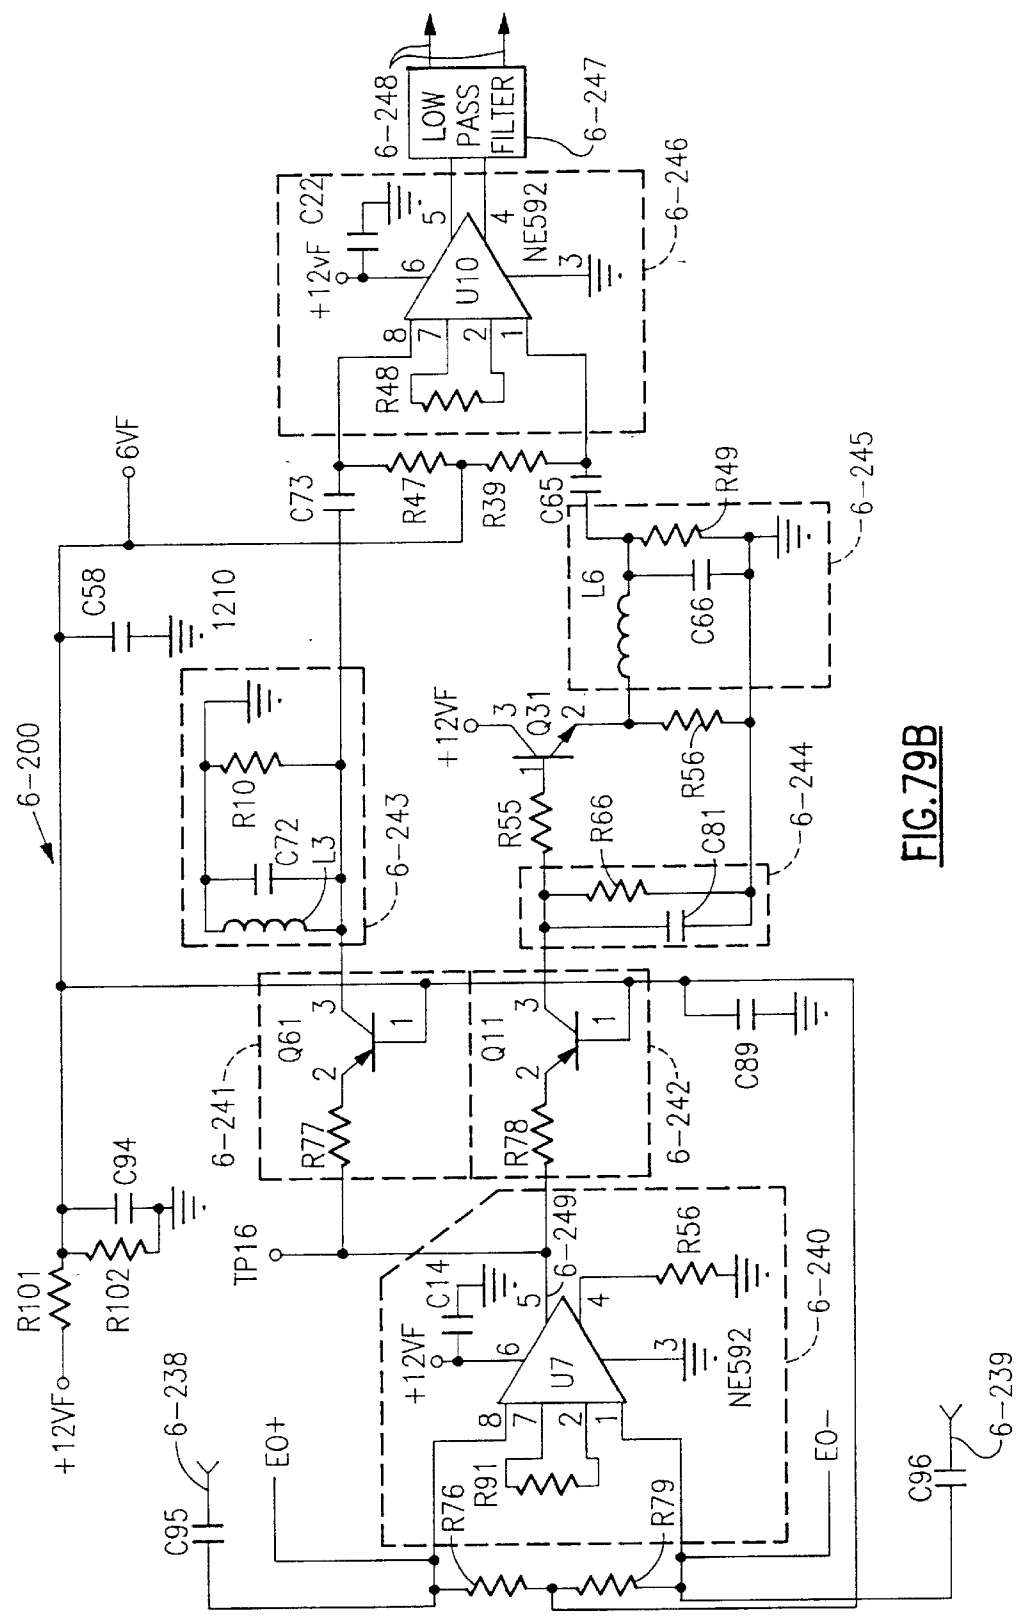 6-200
+12VF
R101
R102
C94
C58
1210
6VF
6-238
C95
EO+
TP16
6-241
Q61
R77
2
3
1
6-243
R10
C72
L3
C73
R47
R39
C65
+12vF
C22
6
5
4
3
8
7
2
1
R48
U10
NE592
6-246
6-248
LOW
PASS
FILTER
6-247
R76
R91
R79
8
7
2
1
U7
+12VF
C14
6
5
4
3
6-249
R56
NE592
6-240
R78
Q11
2
3
1
6-242
C89
R55
R66
C81
6-244
+12VF
Q31
1
3
2
R56
L6
C66
R49
6-245
EO-
C96
6-239
FIG.79B